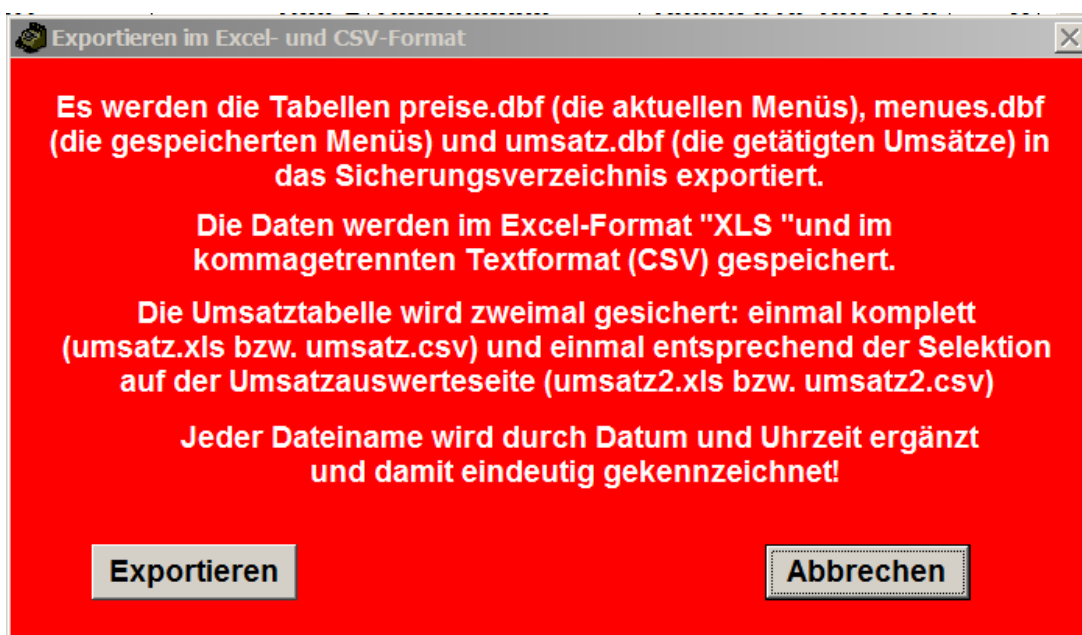 Exportieren im Excel- und CSV-Format
Es werden die Tabellen preise.dbf (die aktuellen Menüs), menues.dbf
(die gespeicherten Menüs) und umsatz.dbf (die getätigten Umsätze) in
das Sicherungsverzeichnis exportiert.
Die Daten werden im Excel-Format "XLS "und im
kommagetrennten Textformat (CSV) gespeichert.
Die Umsatztabelle wird zweimal gesichert: einmal komplett
(umsatz.xls bzw. umsatz.csv) und einmal entsprechend der Selektion
auf der Umsatzauswerteseite (umsatz2.xls bzw. umsatz2.csv)
Jeder Dateiname wird durch Datum und Uhrzeit ergänzt
und damit eindeutig gekennzeichnet!
Exportieren
Abbrechen